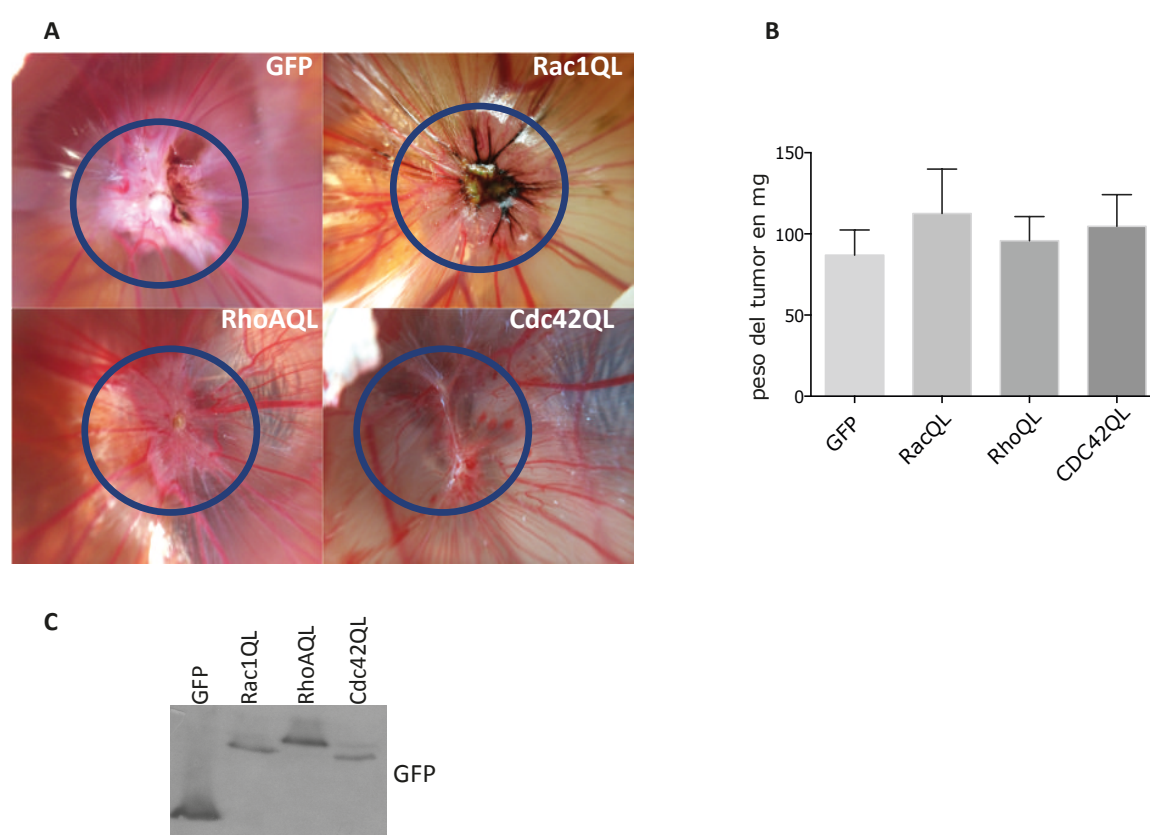 A
GFP
Rac1QL
RhoAQL
Cdc42QL
B
peso del tumor en mg
150
100
50
0
GFP
RacQL
RhoQL
CDC42QL
C
GFP
Rac1QL
RhoAQL
Cdc42QL
GFP